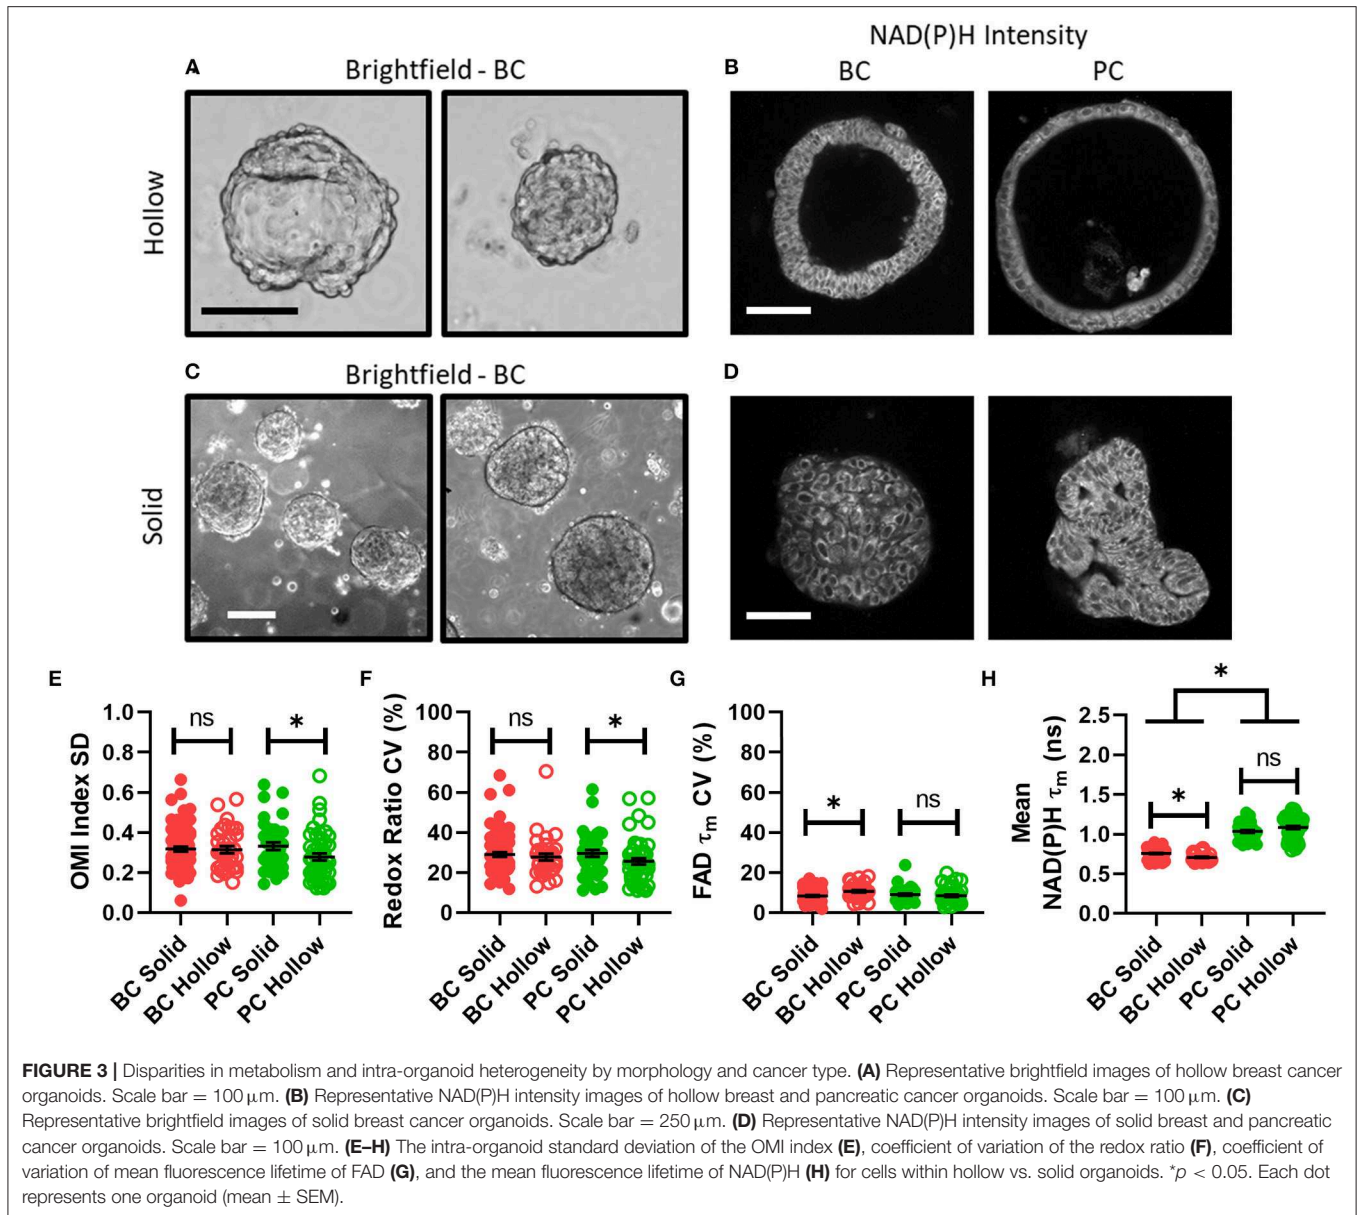 NAD(P)H Intensity
A
Brightfield - BC
B
BC
PC
Hollow
C
Brightfield - BC
D
Solid
E
OMI Index SD
1.0
0.8
0.6
0.4
0.2
0.0
ns
*
BC Solid
BC Hollow
PC Solid
PC Hollow
F
Redox Ratio CV (%)
100
80
60
40
20
0
ns
*
BC Solid
BC Hollow
PC Solid
PC Hollow
G
FAD τm CV (%)
100
80
60
40
20
0
*
ns
BC Solid
BC Hollow
PC Solid
PC Hollow
H
Mean
NAD(P)H τm (ns)
2.5
2.0
1.5
1.0
0.5
0.0
*
*
ns
BC Solid
BC Hollow
PC Solid
PC Hollow
FIGURE 3 | Disparities in metabolism and intra-organoid heterogeneity by morphology and cancer type. (A) Representative brightfield images of hollow breast cancer
organoids. Scale bar = 100 μm. (B) Representative NAD(P)H intensity images of hollow breast and pancreatic cancer organoids. Scale bar = 100 μm. (C)
Representative brightfield images of solid breast cancer organoids. Scale bar = 250 μm. (D) Representative NAD(P)H intensity images of solid breast and pancreatic
cancer organoids. Scale bar = 100 μm. (E–H) The intra-organoid standard deviation of the OMI index (E), coefficient of variation of the redox ratio (F), coefficient of
variation of mean fluorescence lifetime of FAD (G), and the mean fluorescence lifetime of NAD(P)H (H) for cells within hollow vs. solid organoids. *p < 0.05. Each dot
represents one organoid (mean ± SEM).